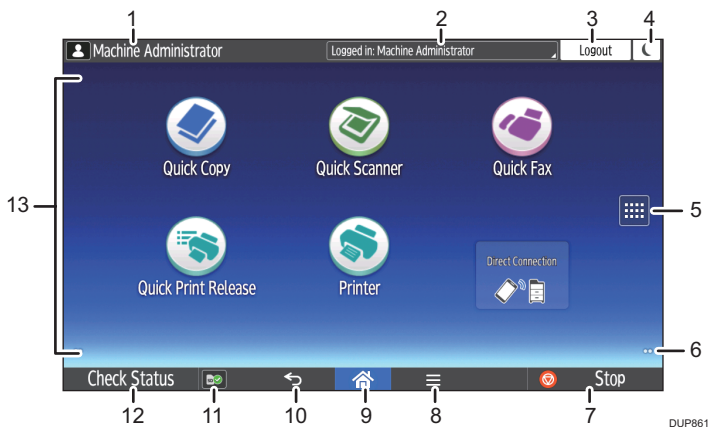 1 2 3 4
Machine Administrator Logged in: Machine Administrator Logout
Quick Copy Quick Scanner Quick Fax
13
5
Direct Connection
Quick Print Release Printer
6
Check Status Stop
12 11 10 9 8 7
DUP861